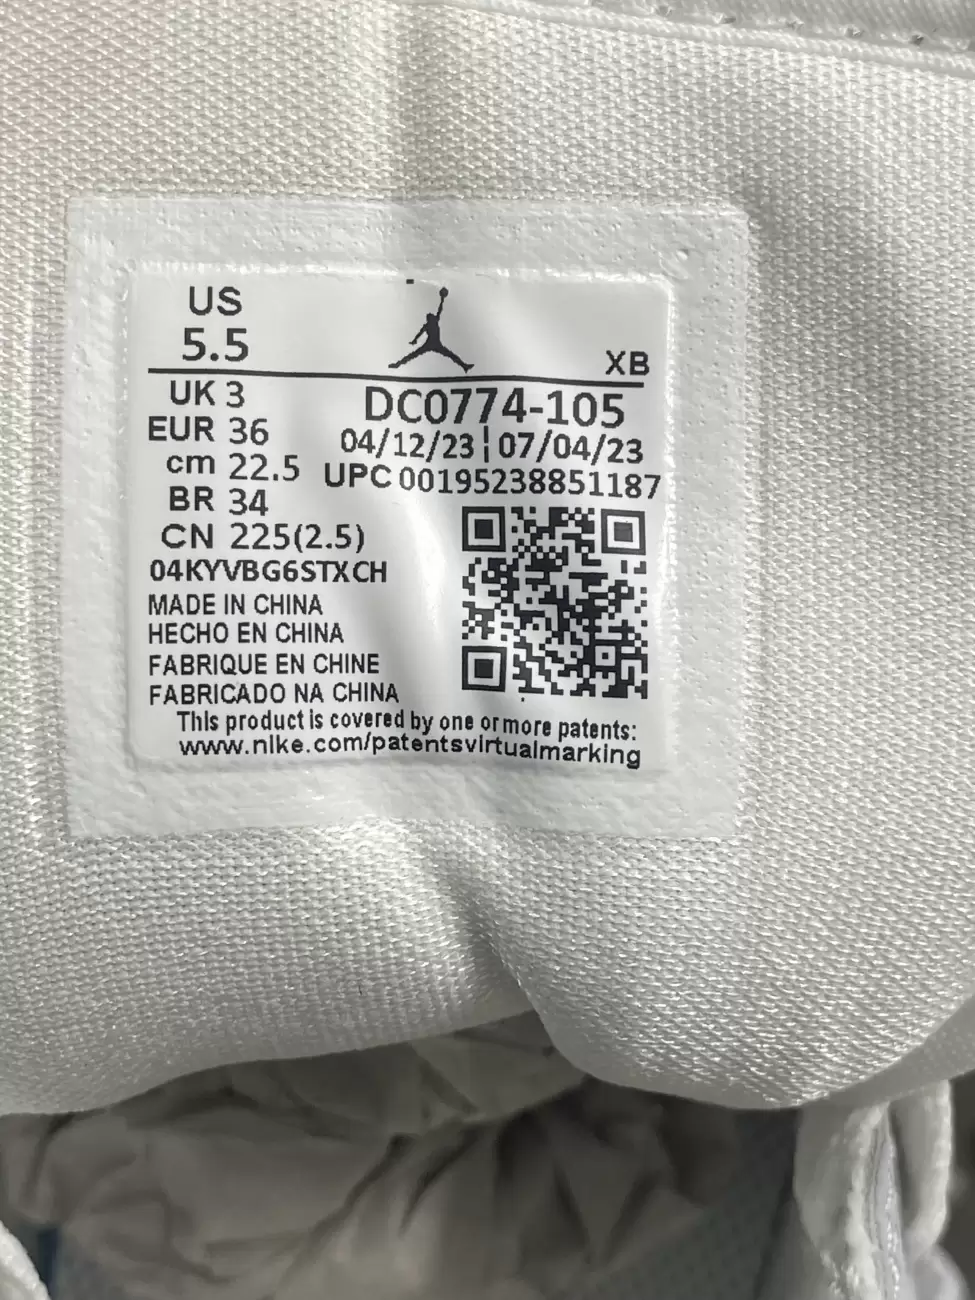 US
5.5
XB
UK 3
DC0774-105
EUR 36
04/12/23 | 07/04/23
cm 22.5
UPC 00195238851187
BR 34
CN 225(2.5)
04KYVBG6STXCH
MADE IN CHINA
HECHO EN CHINA
FABRIQUE EN CHINE
FABRICADO NA CHINA
This product is covered by one or more patents:
www.nike.com/patentsvirtualmarking